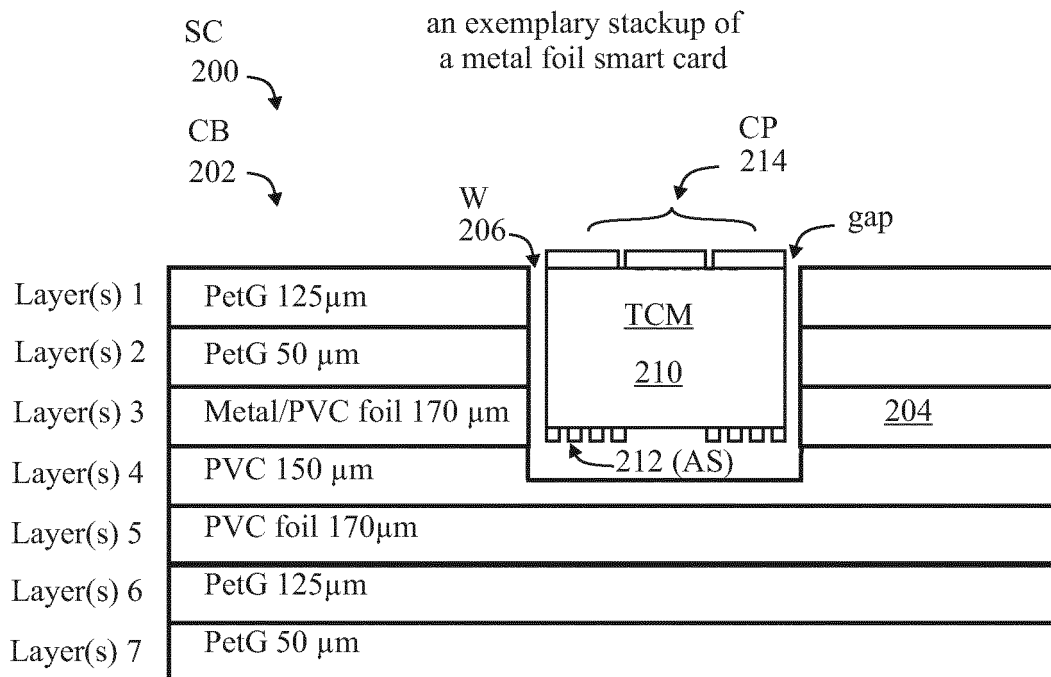 SC
200
an exemplary stackup of
a metal foil smart card
CB
202
CP
214
W
206
gap
Layer(s) 1 PetG 125µm
Layer(s) 2 PetG 50 µm
Layer(s) 3 Metal/PVC foil 170 µm
Layer(s) 4 PVC 150 µm
Layer(s) 5 PVC foil 170µm
Layer(s) 6 PetG 125µm
Layer(s) 7 PetG 50 µm
TCM
210
204
212 (AS)